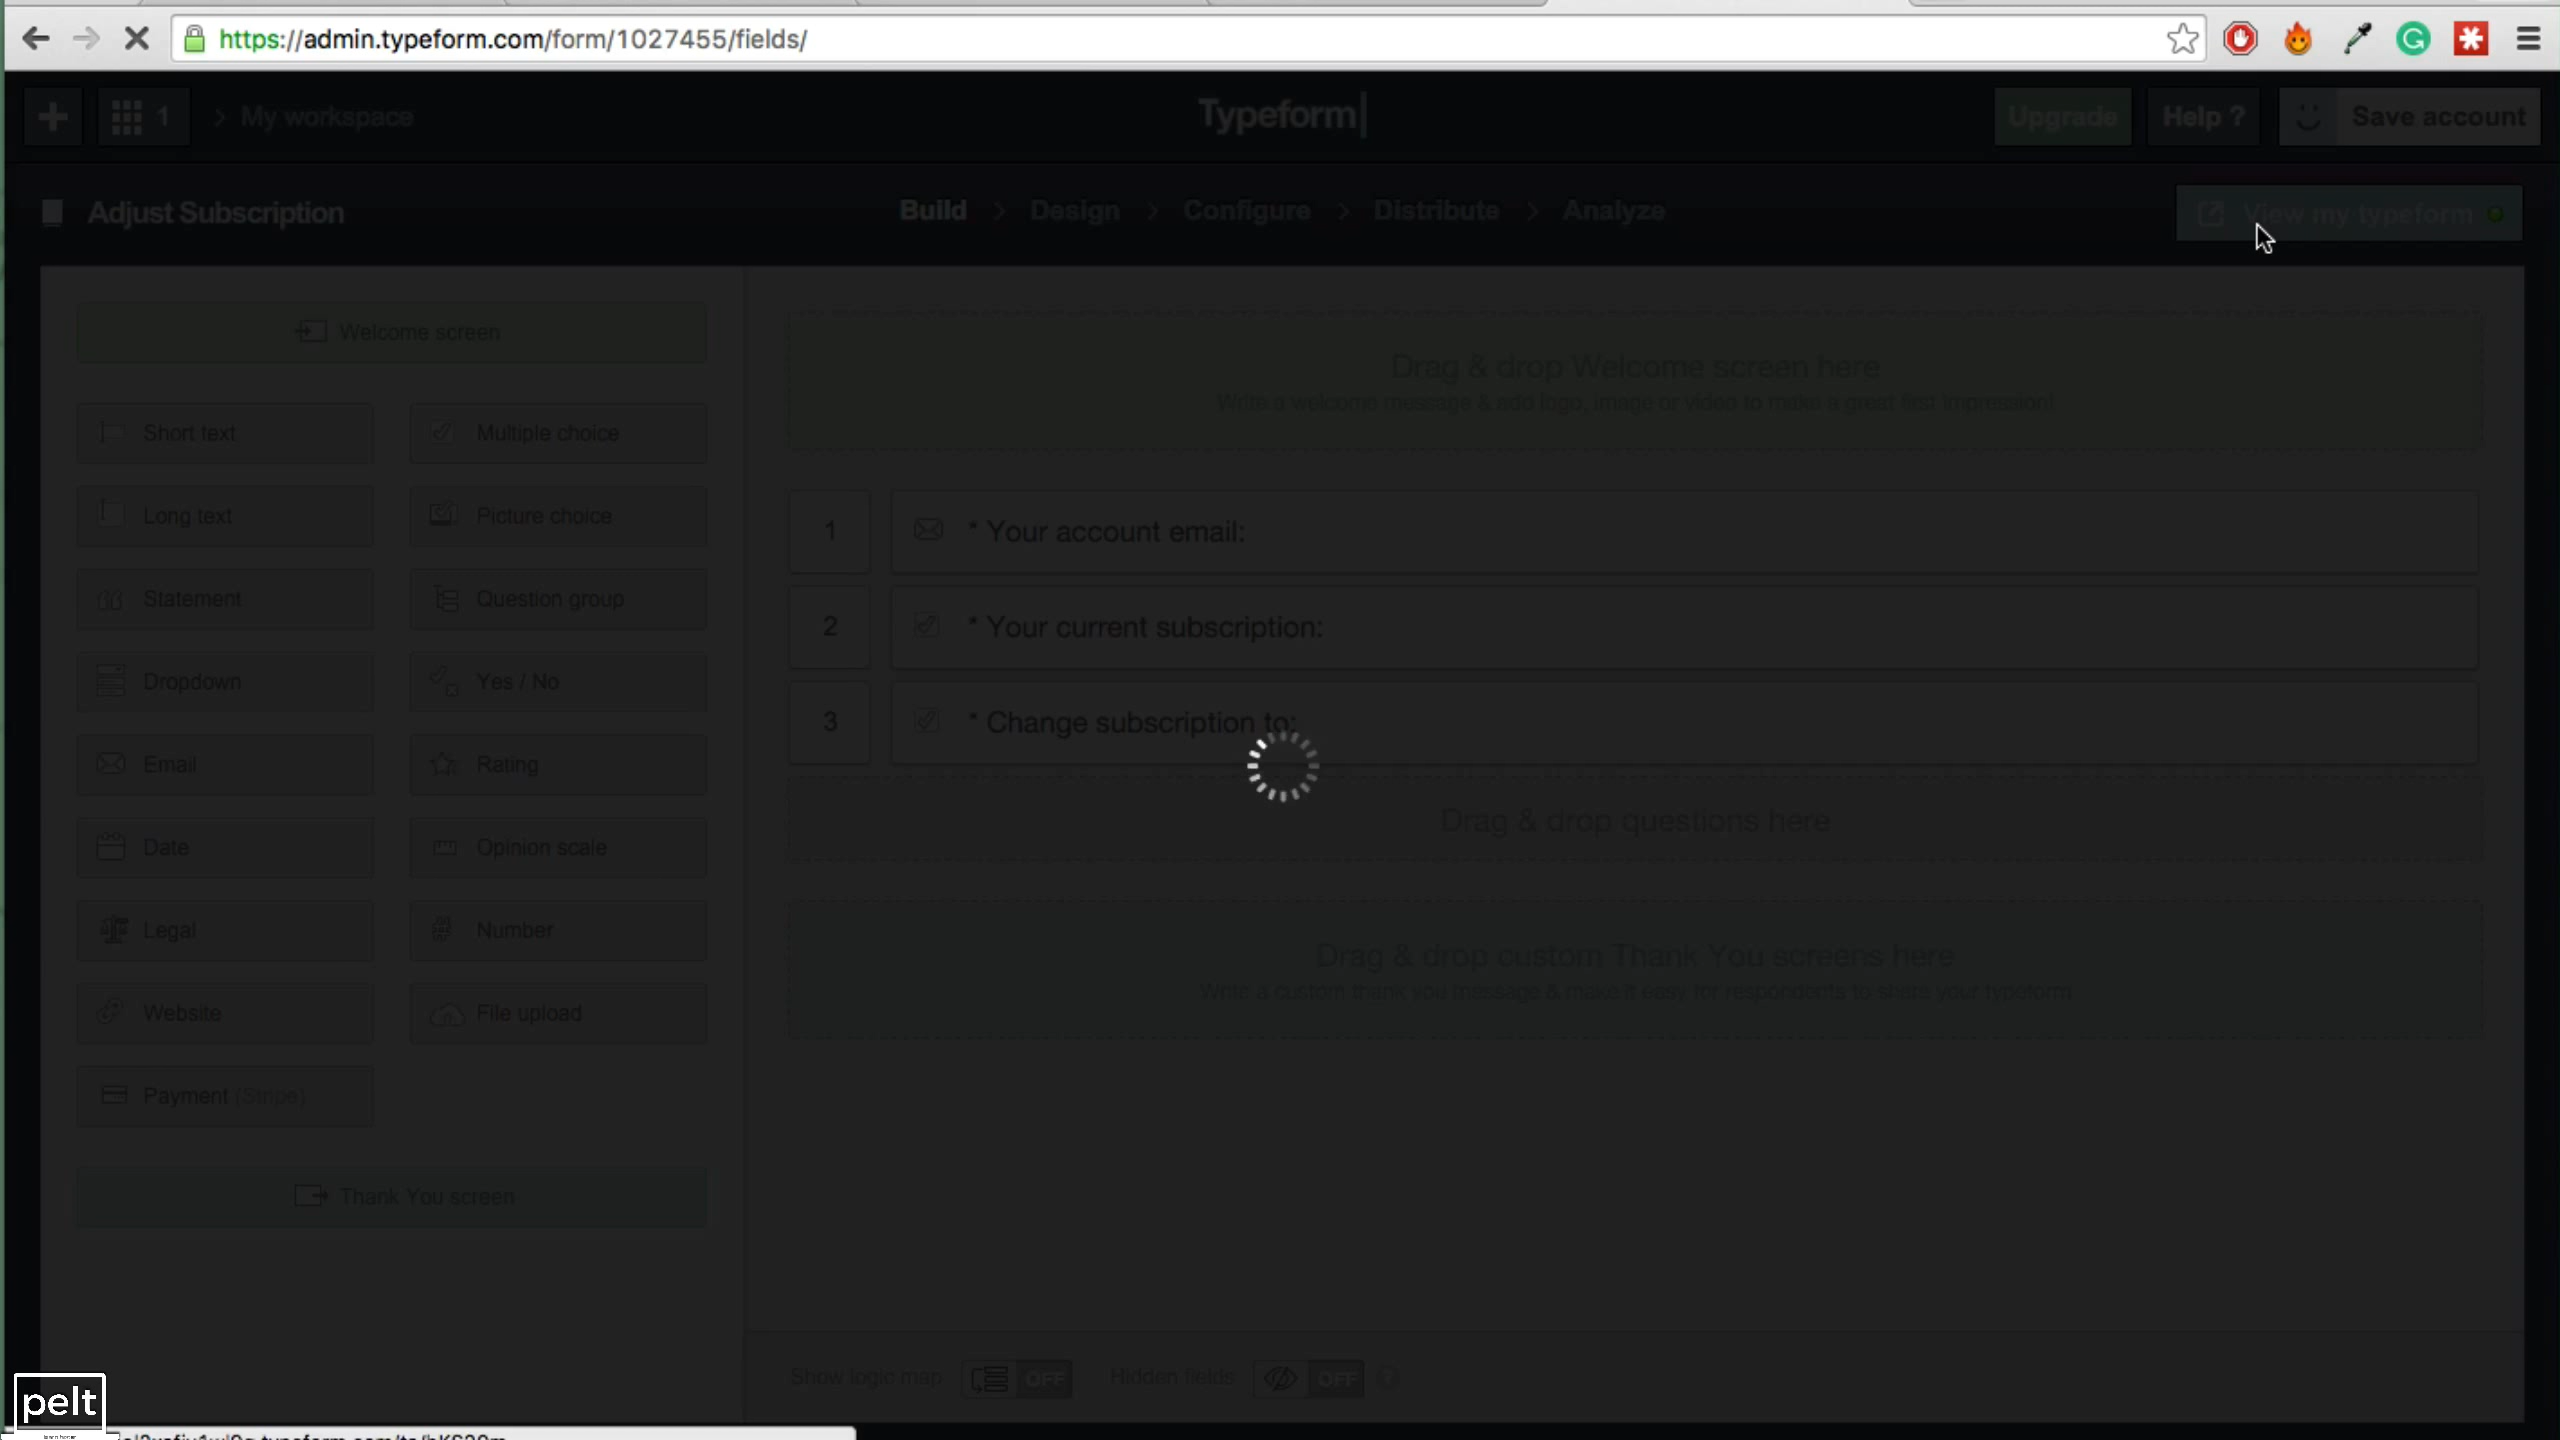 https://admin.typeform.com/form/1027455/fields/
1 > My workspace
Typeform
Upgrade
Help ?
Save account
Adjust Subscription
Build > Design > Configure > Distribute > Analyze
View my typeform
Welcome screen
Short text
Multiple choice
Long text
Picture choice
Statement
Question group
Dropdown
Yes / No
Email
Rating
Date
Opinion scale
Legal
Number
Website
File upload
Payment (Stripe)
Thank You screen
Drag & drop Welcome screen here
Write a welcome message & add logo, image or video to make a great first impression!
1 * Your account email:
2 * Your current subscription:
3 * Change subscription to:
Drag & drop questions here
Drag & drop custom Thank You screens here
Write a custom thank you message & make it easy for respondents to share your typeform
Show logic map OFF
Hidden fields OFF ?
pelt